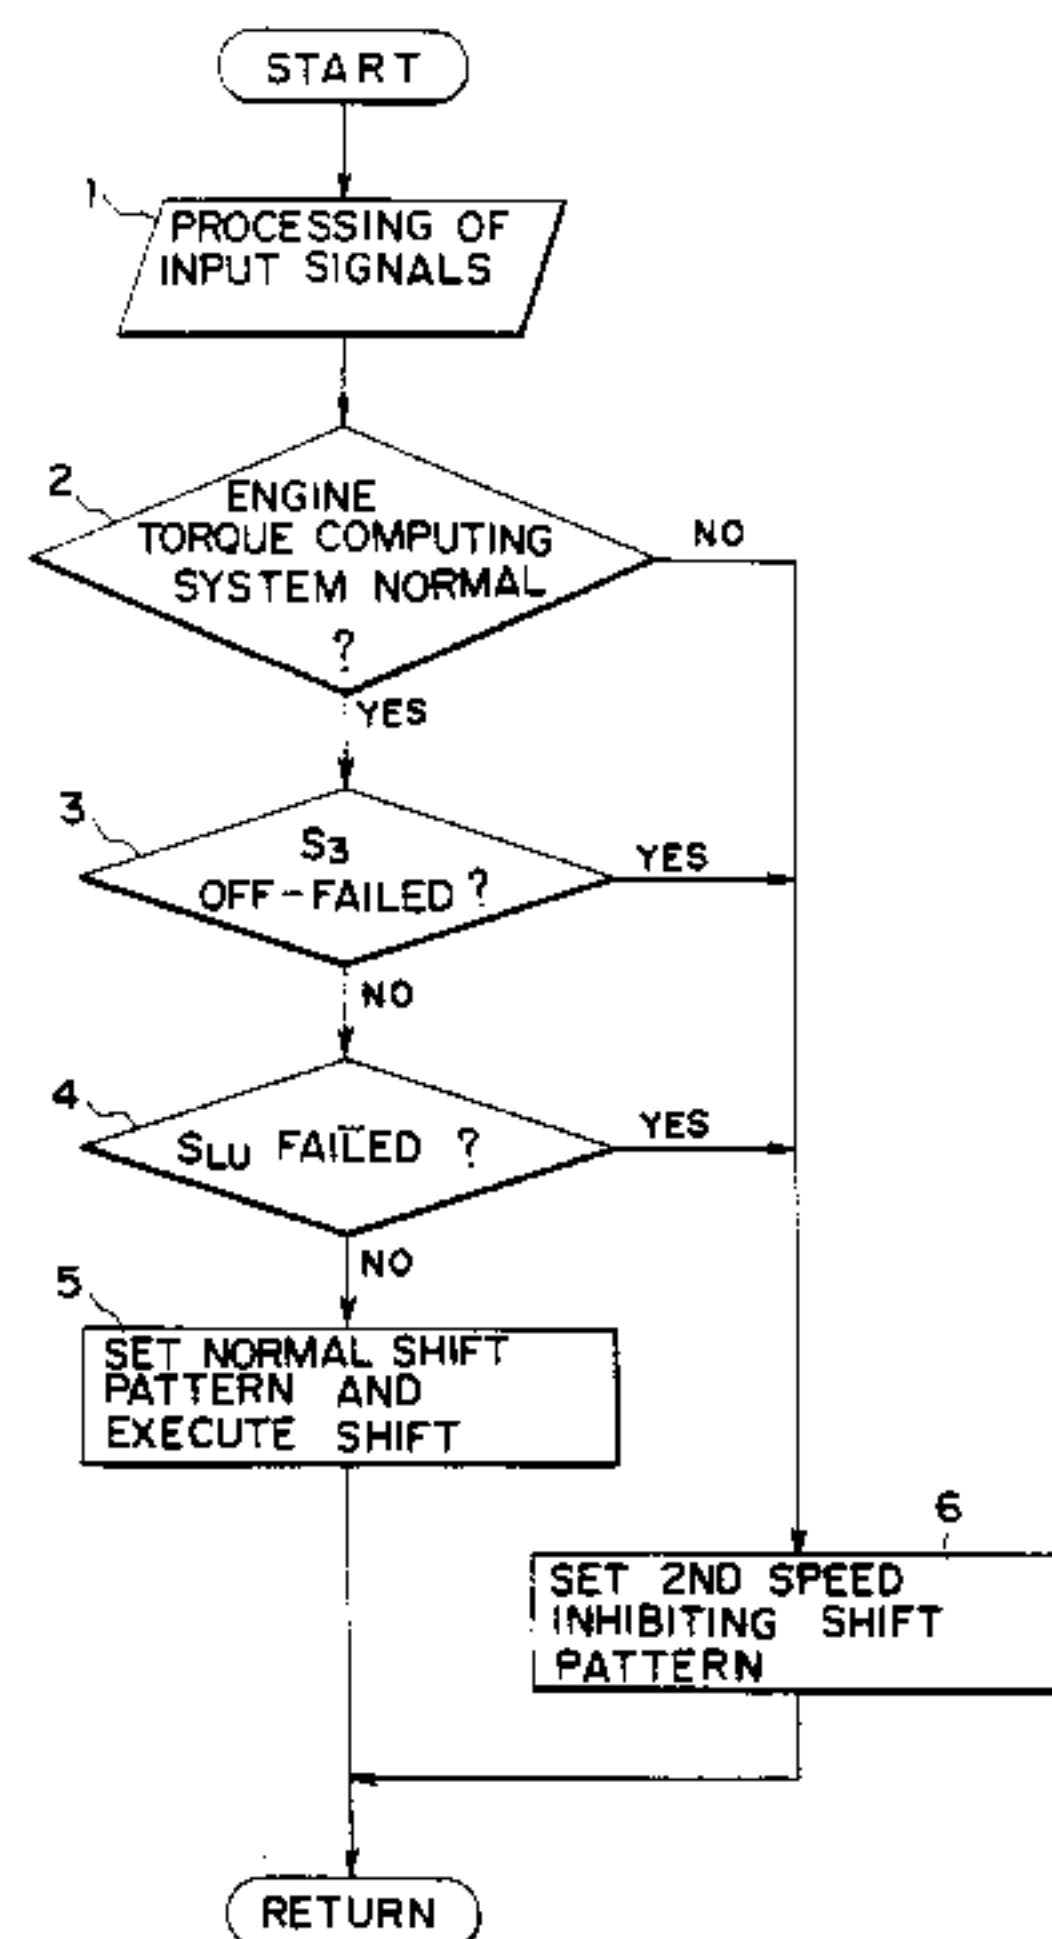 START
1
PROCESSING OF
INPUT SIGNALS
2
ENGINE
TORQUE COMPUTING
SYSTEM NORMAL
?
NO
YES
3
S3
OFF-FAILED ?
YES
NO
4
SLU FAILED ?
YES
NO
5
SET NORMAL SHIFT
PATTERN AND
EXECUTE SHIFT
6
SET 2ND SPEED
INHIBITING SHIFT
PATTERN
RETURN